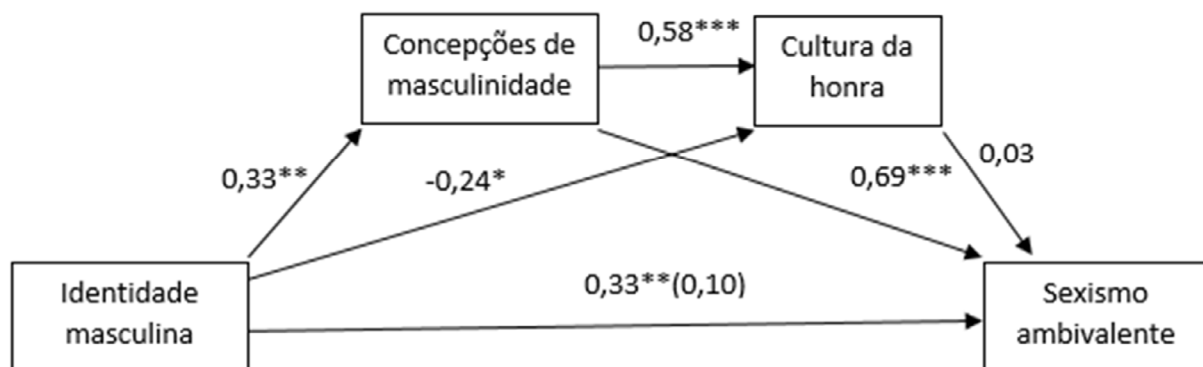 Concepções de
masculinidade
0,58***
Cultura da
honra
0,33**
-0,24*
0,69***
0,03
Identidade
masculina
0,33**(0,10)
Sexismo
ambivalente